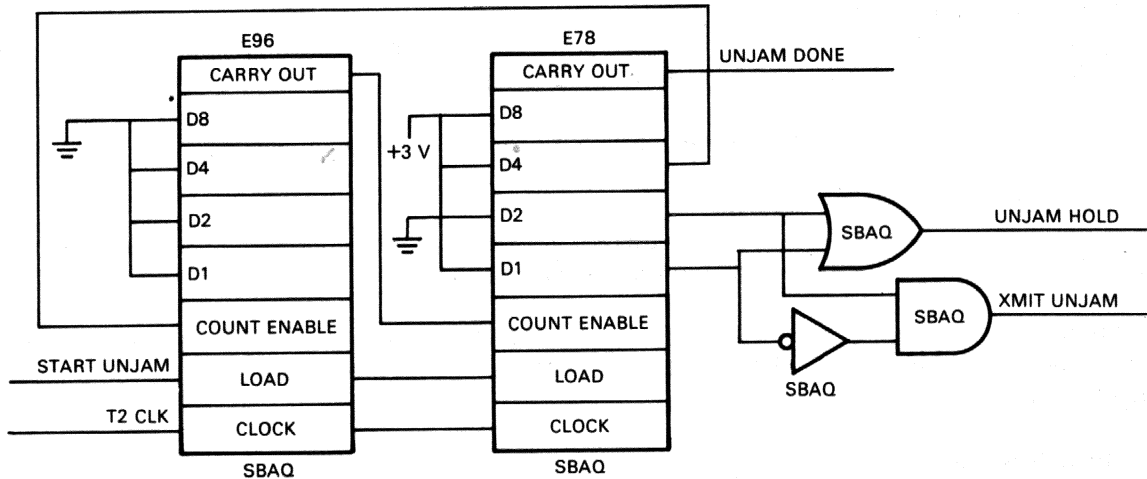 E96
E78
CARRY OUT
CARRY OUT
UNJAM DONE
D8
D8
+3 V
D4
D4
D2
D2
SBAQ
UNJAM HOLD
D1
D1
XMIT UNJAM
COUNT ENABLE
COUNT ENABLE
SBAQ
START UNJAM
LOAD
LOAD
SBAQ
T2 CLK
CLOCK
CLOCK
SBAQ
SBAQ